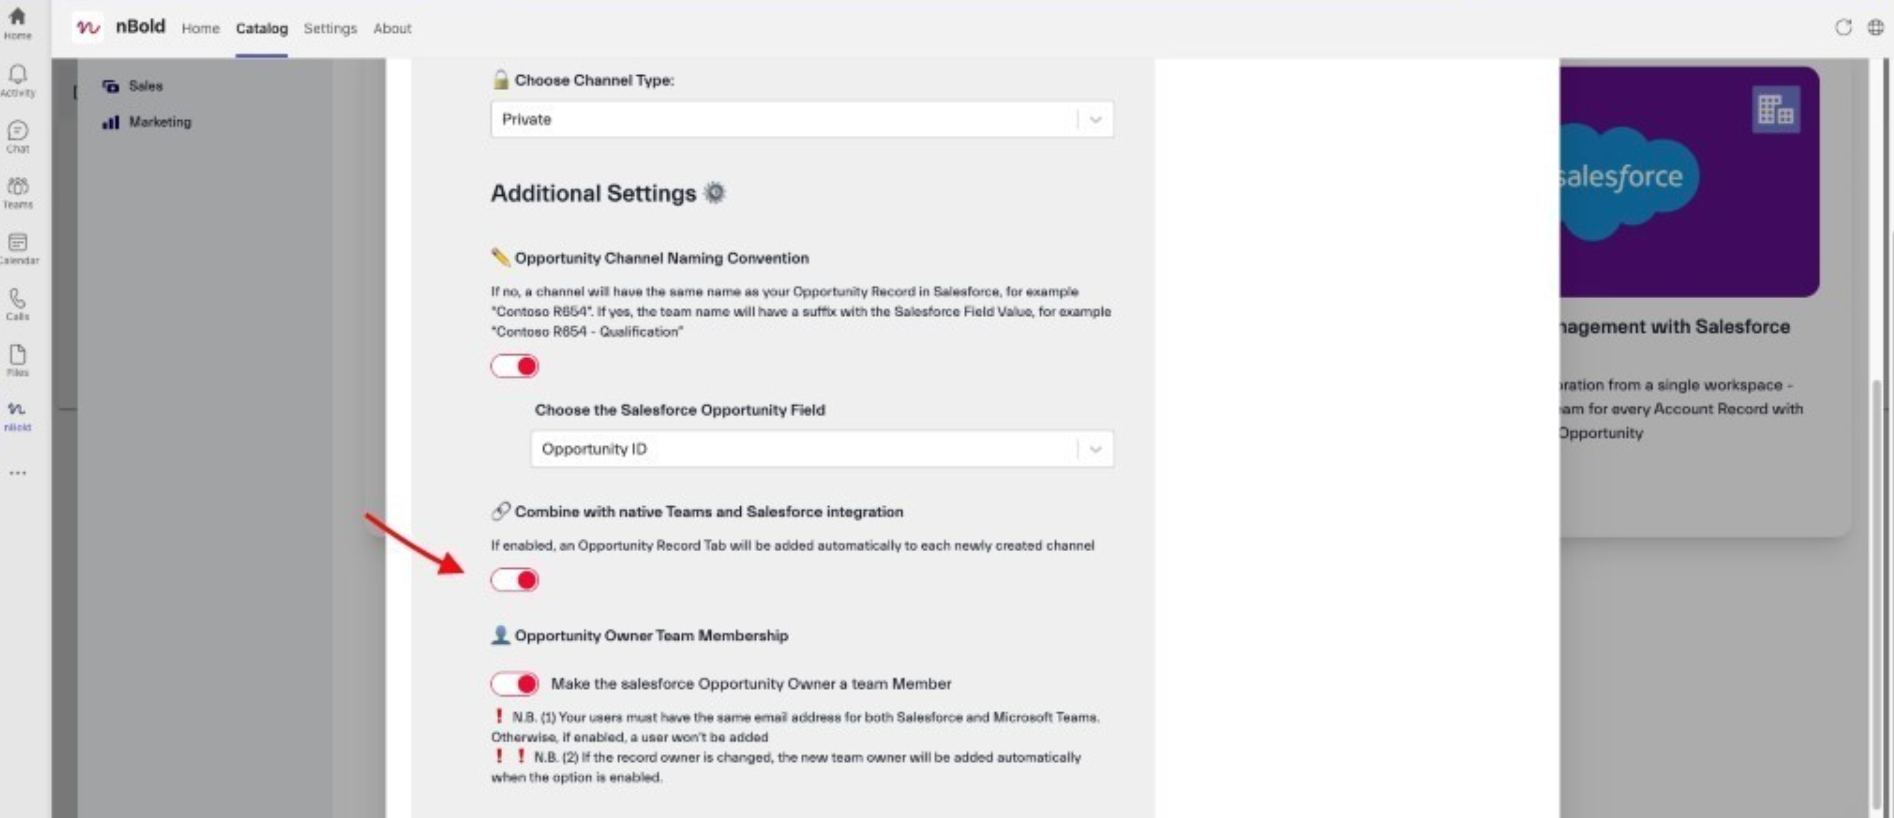 nBold Home Catalog Settings About
Home
Activity
Chat
Teams
Calendar
Calls
Files
nBold
Sales
Marketing
Choose Channel Type:
Private
Additional Settings
Opportunity Channel Naming Convention
If no, a channel will have the same name as your Opportunity Record in Salesforce, for example
"Contoso R654". If yes, the team name will have a suffix with the Salesforce Field Value, for example
"Contoso R654 - Qualification"
Choose the Salesforce Opportunity Field
Opportunity ID
Combine with native Teams and Salesforce integration
If enabled, an Opportunity Record Tab will be added automatically to each newly created channel
Opportunity Owner Team Membership
Make the salesforce Opportunity Owner a team Member
❗ N.B. (1) Your users must have the same email address for both Salesforce and Microsoft Teams.
Otherwise, if enabled, a user won't be added
❗ ❗ N.B. (2) If the record owner is changed, the new team owner will be added automatically
when the option is enabled.
salesforce
nagement with Salesforce
oration from a single workspace -
am for every Account Record with
Opportunity